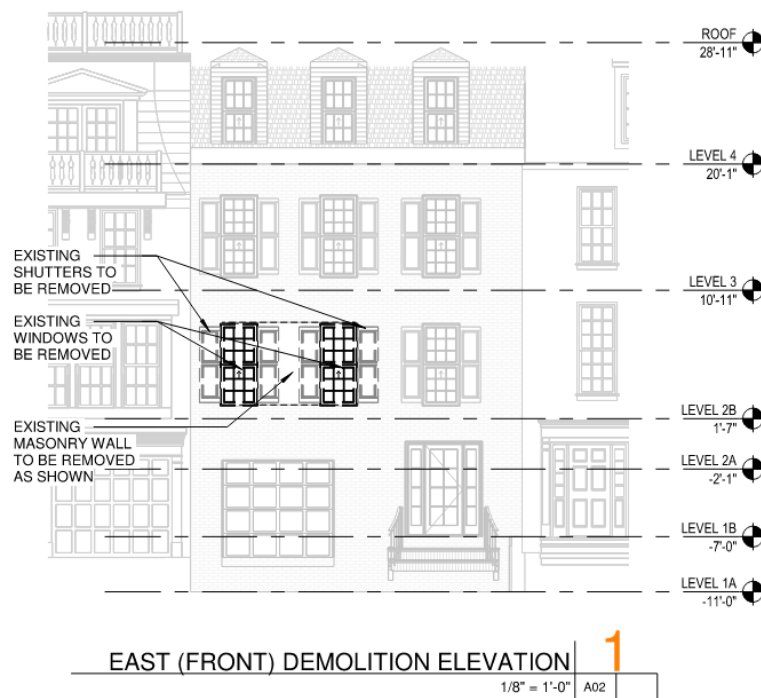 ROOF
28'-11"
LEVEL 4
20'-1"
EXISTING
SHUTTERS TO
BE REMOVED
LEVEL 3
10'-11"
EXISTING
WINDOWS TO
BE REMOVED
LEVEL 2B
1'-7"
EXISTING
MASONRY WALL
TO BE REMOVED
AS SHOWN
LEVEL 2A
-2'-1"
LEVEL 1B
-7'-0"
LEVEL 1A
-11'-0"
EAST (FRONT) DEMOLITION ELEVATION 1
1/8" = 1'-0" A02